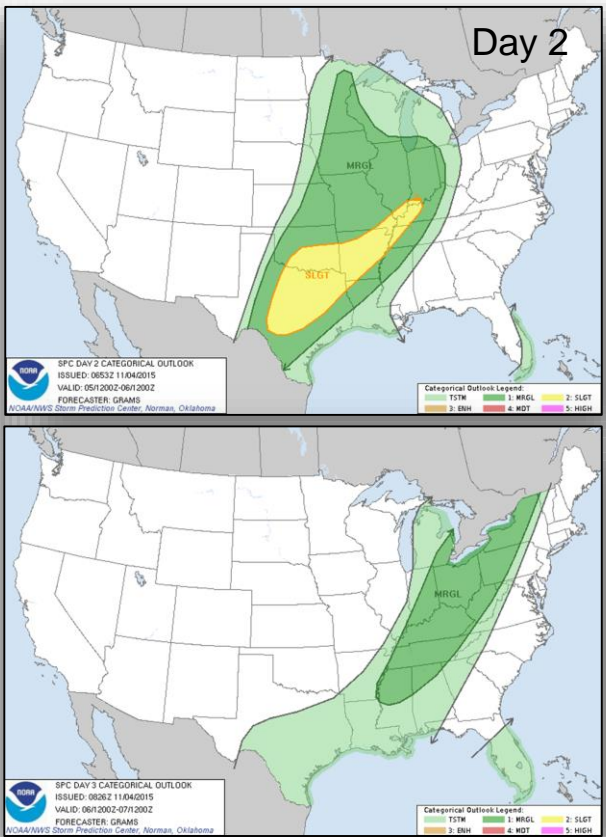 Day 2
MRGL
SLGT
NOAA
SPC DAY 2 CATEGORICAL OUTLOOK
ISSUED: 0653Z 11/04/2015
VALID: 05/1200Z-06/1200Z
FORECASTER: GRAMS
NOAA/NWS Storm Prediction Center, Norman, Oklahoma
Categorical Outlook Legend:
TSTM 1: MRGL 2: SLGT
3: ENH 4: MDT 5: HIGH
MRGL
NOAA
SPC DAY 3 CATEGORICAL OUTLOOK
ISSUED: 0826Z 11/04/2015
VALID: 06/1200Z-07/1200Z
FORECASTER: GRAMS
NOAA/NWS Storm Prediction Center, Norman, Oklahoma
Categorical Outlook Legend:
TSTM 1: MRGL 2: SLGT
3: ENH 4: MDT 5: HIGH